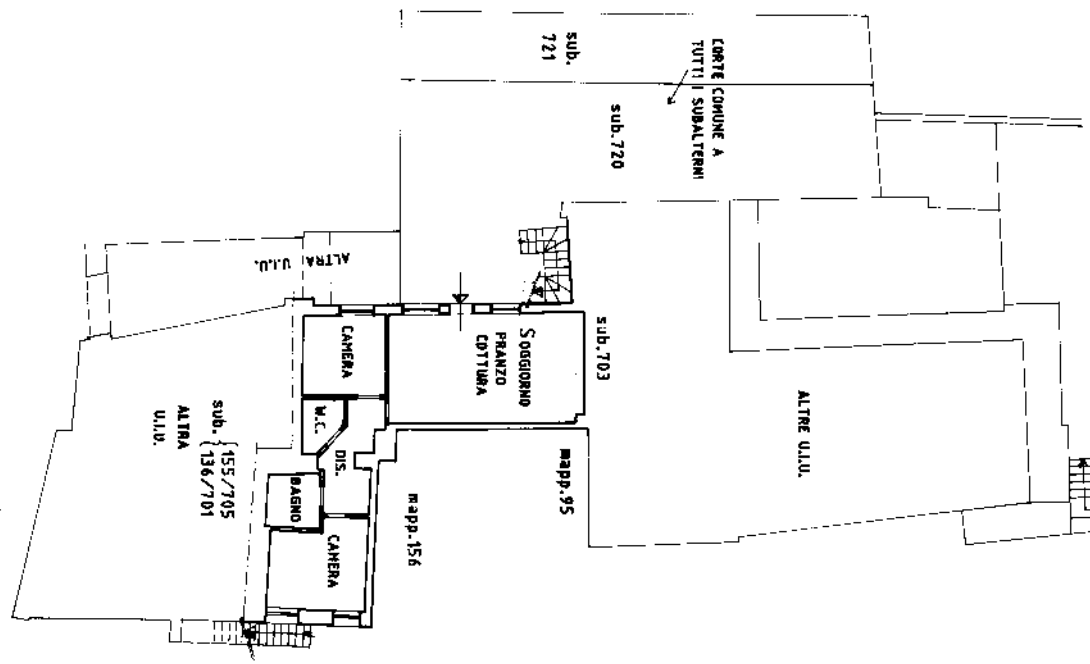 sub.
721
CORTE COMUNE A
TUTTI I SUBALTERNI
sub.720
ALTRA U.I.U.
CAMERA
SOGGIORNO
PRANZO
COTTURA
sub.703
ALTRE U.I.U.
W.C.
DIS.
BAGNO
CAMERA
mapp.95
mapp.156
sub. {155/705
{136/701
ALTRA
U.I.U.